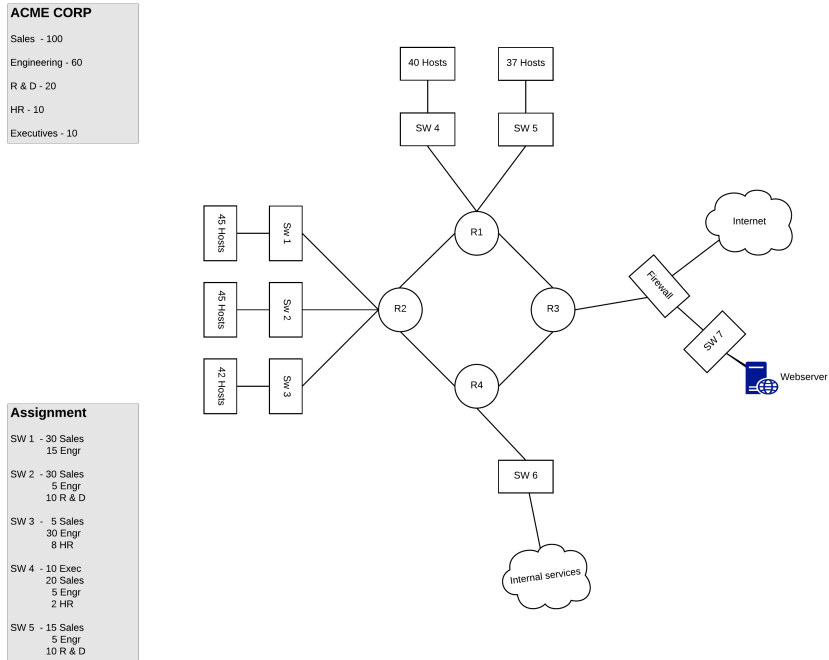 ACME CORP
Sales - 100
Engineering - 60
R & D - 20
HR - 10
Executives - 10
40 Hosts
37 Hosts
SW 4
SW 5
45 Hosts
Sw 1
R1
Internet
Firewall
45 Hosts
Sw 2
R2
R3
SW 7
42 Hosts
Sw 3
R4
Webserver
SW 6
Internal services
Assignment
SW 1 - 30 Sales
15 Engr
SW 2 - 30 Sales
5 Engr
10 R & D
SW 3 - 5 Sales
30 Engr
8 HR
SW 4 - 10 Exec
20 Sales
5 Engr
2 HR
SW 5 - 15 Sales
5 Engr
10 R & D